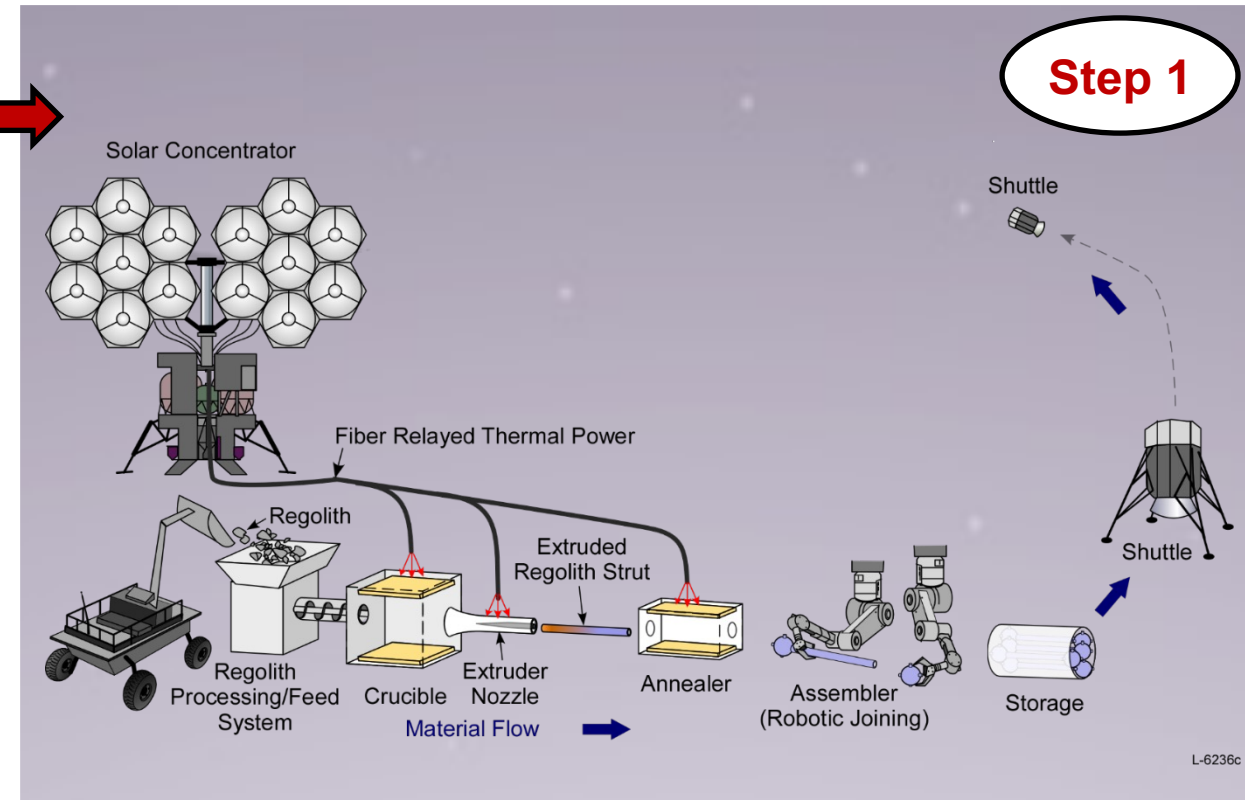 Step 1
Solar Concentrator
Shuttle
Fiber Relayed Thermal Power
Regolith
Extruded
Regolith Strut
Shuttle
Regolith
Processing/Feed
System
Crucible
Extruder
Nozzle
Annealer
Assembler
(Robotic Joining)
Storage
Material Flow
L-6236c